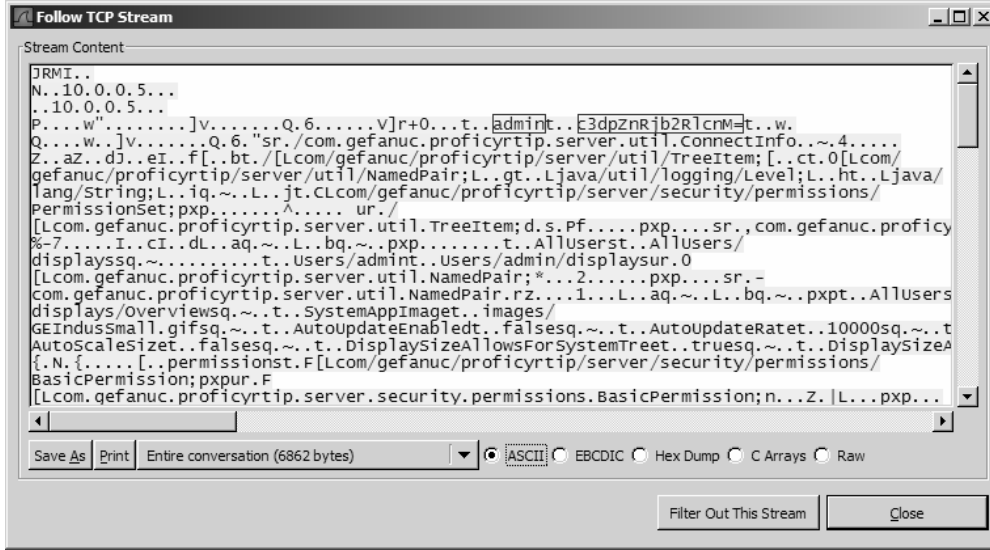 Follow TCP Stream
Stream Content
JRMI..
N..10.0.0.5...
..10.0.0.5...
P....w"........]v.......Q.6......V]r+0...t..admint..c3dpZnRjb2RlcnM=t..w.
Q....w..]v.......Q.6."sr./com.gefanuc.proficyrtip.server.util.ConnectInfo..~.4.....
Z..aZ..dJ..eI..f[..bt./[Lcom/gefanuc/proficyrtip/server/util/TreeItem;[..ct.0[Lcom/
gefanuc/proficyrtip/server/util/NamedPair;L..gt..Ljava/util/logging/Level;L..ht..Ljava/
lang/String;L..iq.~..L..jt.CLcom/gefanuc/proficyrtip/server/security/permissions/
PermissionSet;pxp.......^..... ur./
[Lcom.gefanuc.proficyrtip.server.util.TreeItem;d.s.Pf.....pxp....sr.,com.gefanuc.proficy
%-7.....I..cI..dL..aq.~..L..bq.~..pxp........t..AllUserst..AllUsers/
displayssq.~..........t..Users/admint..Users/admin/displaysur.0
[Lcom.gefanuc.proficyrtip.server.util.NamedPair;*...2......pxp....sr.-
com.gefanuc.proficyrtip.server.util.NamedPair.rz....1...L..aq.~..L..bq.~..pxpt..AllUsers
displays/Overviewsq.~..t..SystemAppImaget..images/
GEIndusSmall.gifsq.~..t..AutoUpdateEnabledt..falsesq.~..t..AutoUpdateRatet..10000sq.~..t
AutoScaleSizet..falsesq.~..t..DisplaySizeAllowsForSystemTreet..truesq.~..t..DisplaySizeA
{.N.{..... [..permissionst.F[Lcom/gefanuc/proficyrtip/server/security/permissions/
BasicPermission;pxpur.F
[Lcom.gefanuc.proficyrtip.server.security.permissions.BasicPermission;n...Z.|L...pxp...
Save As Print Entire conversation (6862 bytes) ASCII EBCDIC Hex Dump C Arrays Raw
Filter Out This Stream Close